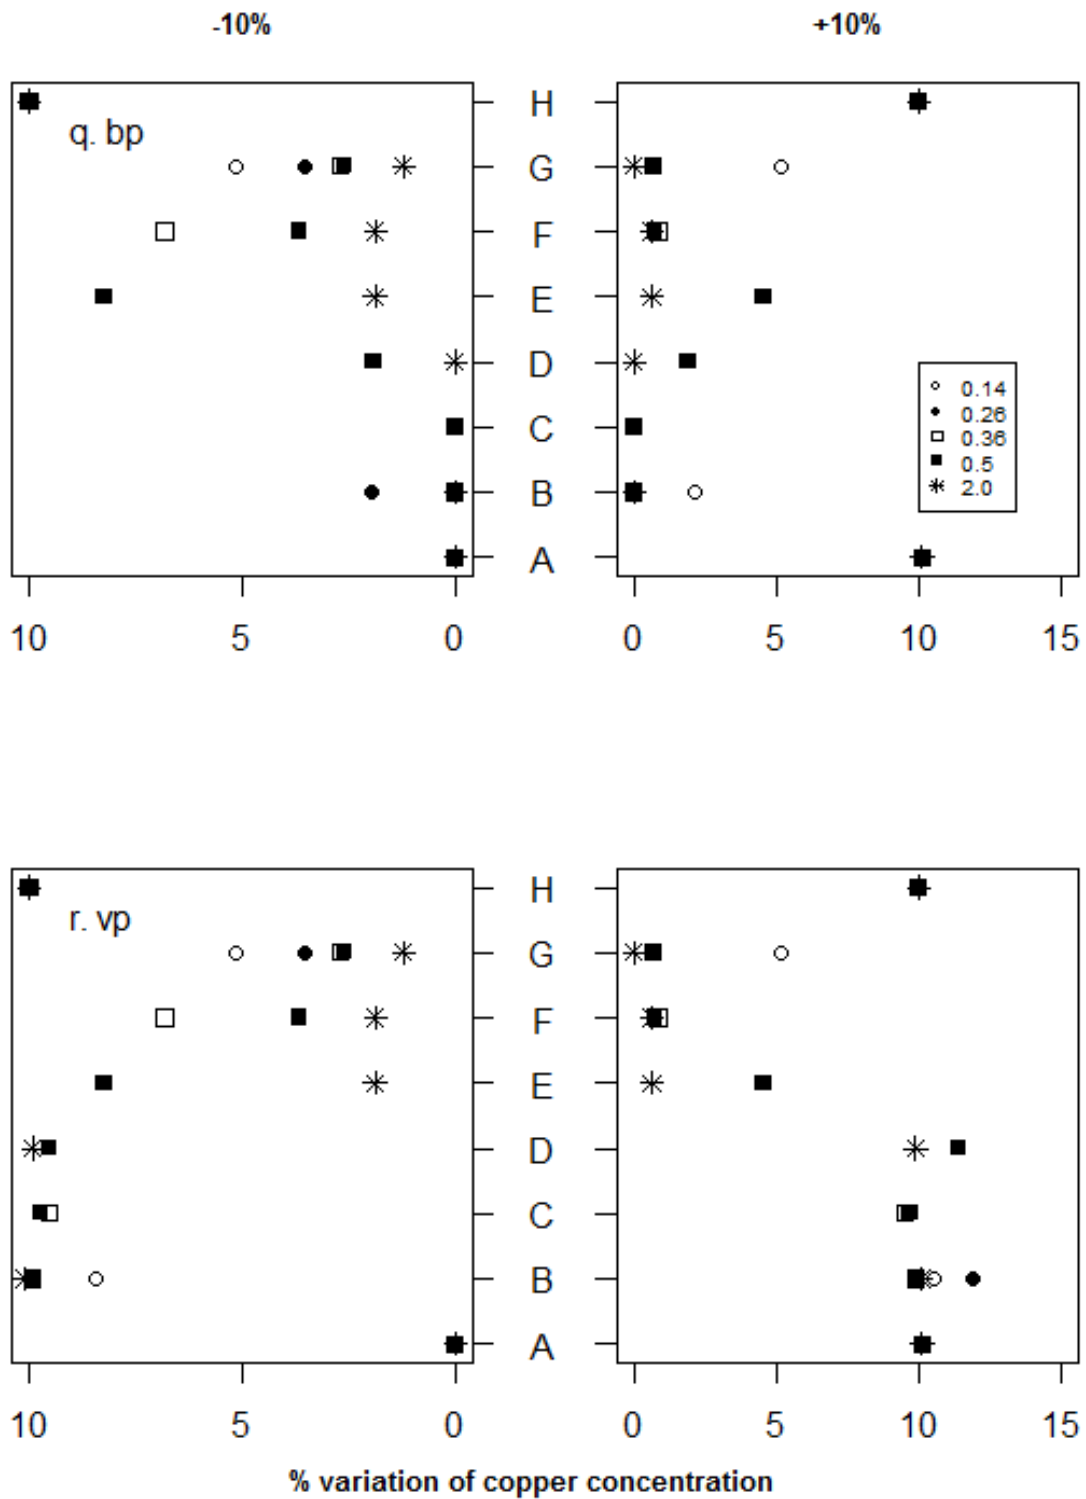 -10% +10%
H
q. bp
G
F
E
D
0.14
0.26
0.36
0.5
2.0
C
B
A
10 5 0 0 5 10 15
H
r. vp
G
F
E
D
C
B
A
10 5 0 0 5 10 15
% variation of copper concentration